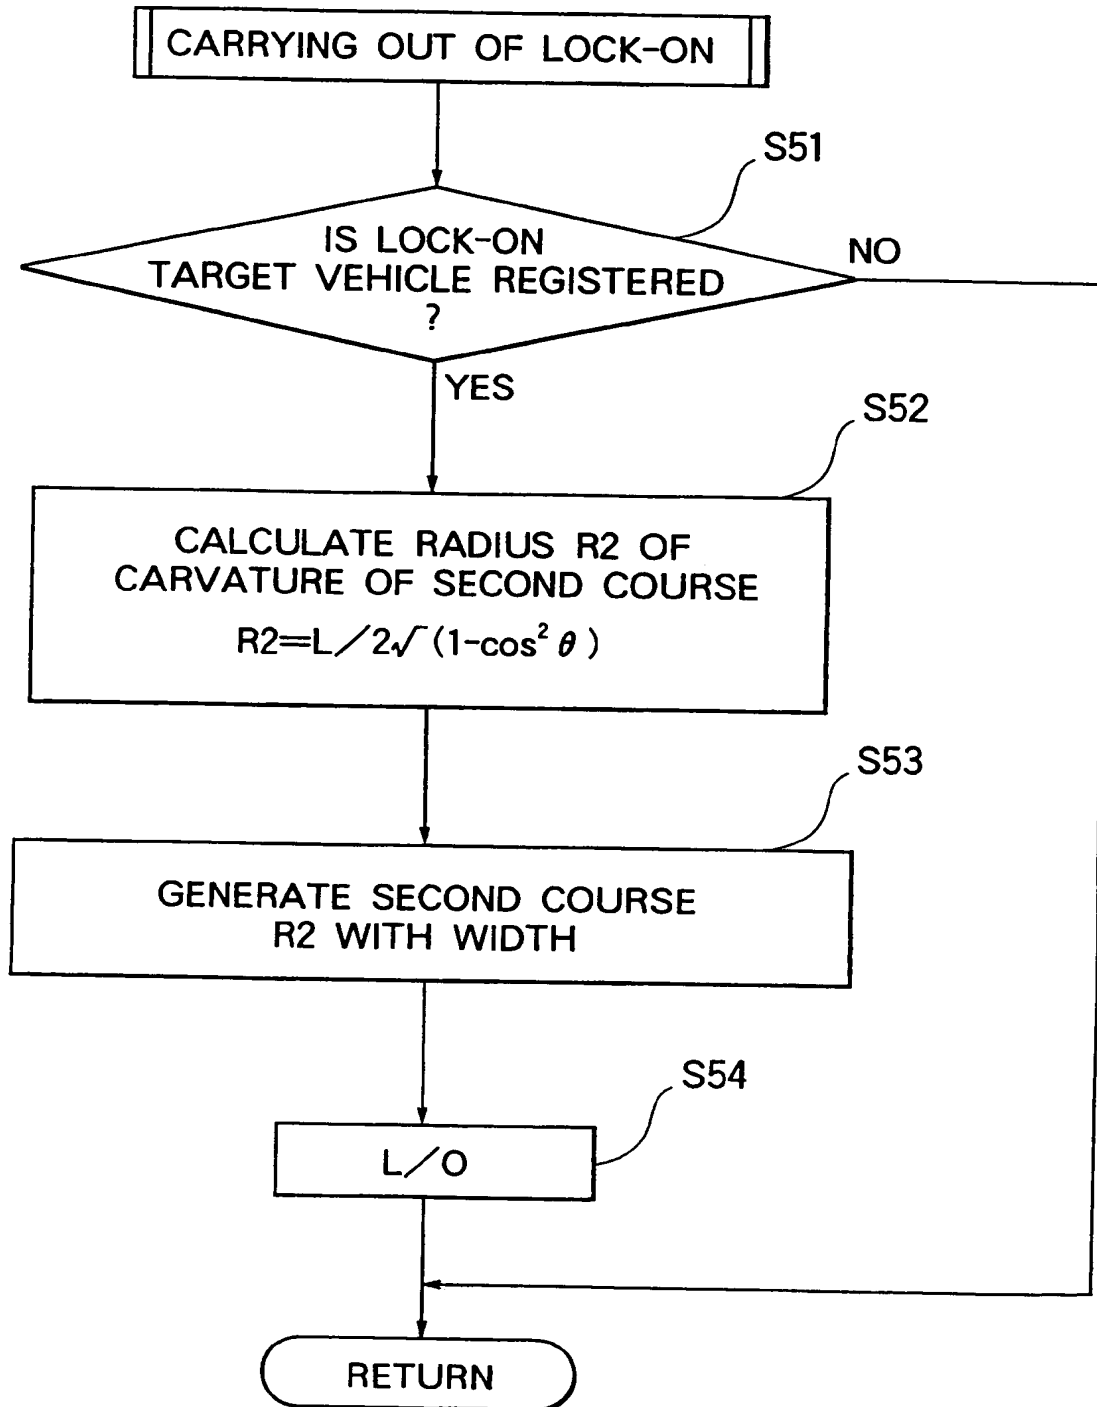 CARRYING OUT OF LOCK-ON
S51
IS LOCK-ON
TARGET VEHICLE REGISTERED
?
NO
YES
S52
CALCULATE RADIUS R2 OF
CARVATURE OF SECOND COURSE
R2=L/2√(1-cos² θ)
S53
GENERATE SECOND COURSE
R2 WITH WIDTH
S54
L/O
RETURN